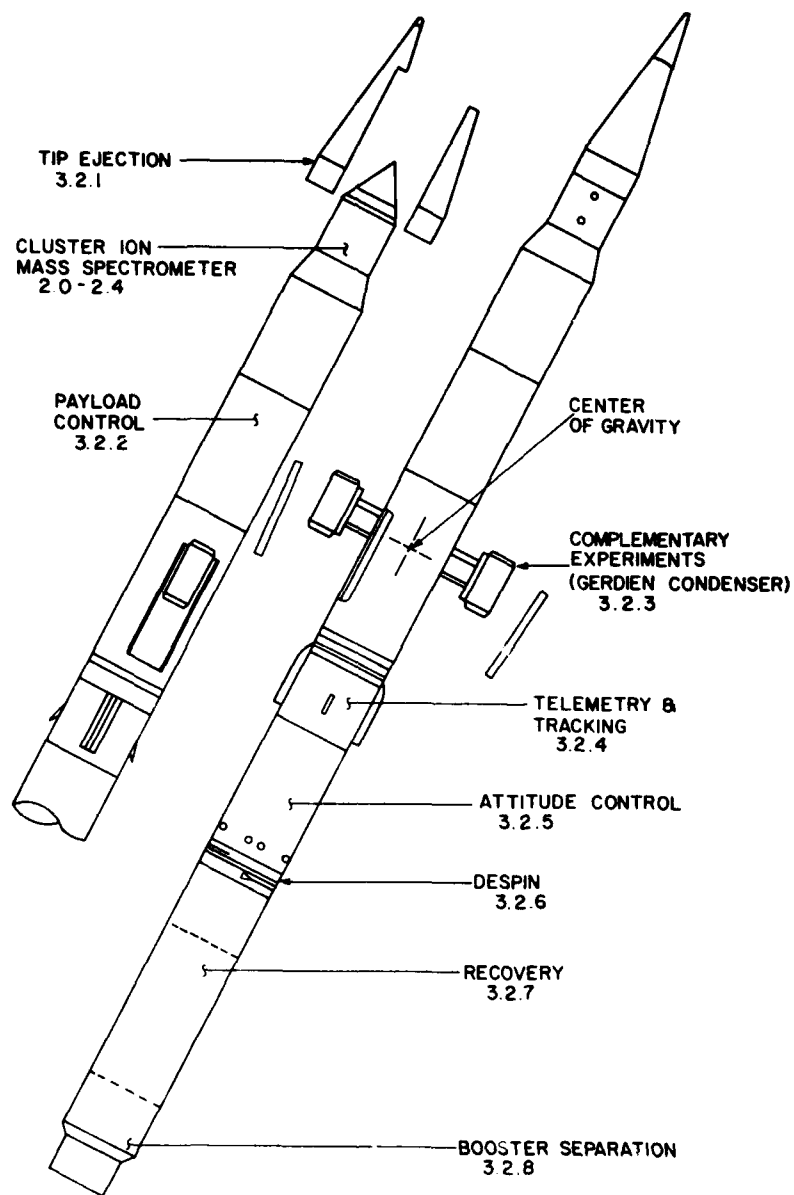 TIP EJECTION
3.2.1
CLUSTER ION
MASS SPECTROMETER
2.0-2.4
PAYLOAD
CONTROL
3.2.2
CENTER
OF GRAVITY
COMPLEMENTARY
EXPERIMENTS
(GERDIEN CONDENSER)
3.2.3
TELEMETRY &
TRACKING
3.2.4
ATTITUDE CONTROL
3.2.5
DESPIN
3.2.6
RECOVERY
3.2.7
BOOSTER SEPARATION
3.2.8